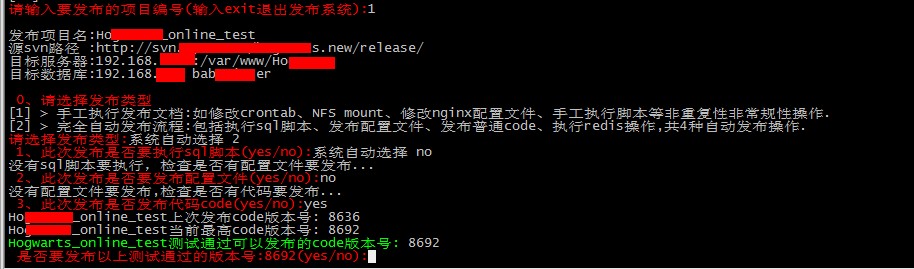 请输入要发布的项目编号(输入exit退出发布系统):1
发布项目名:Ho _online_test
源svn路径 :http://svn. s.new/release/
目标服务器:192.168. :/var/www/Ho
目标数据库:192.168. bab er
0、请选择发布类型
[1] > 手工执行发布文档:如修改crontab、NFS mount、修改nginx配置文件、手工执行脚本等非重复性非常规性操作.
[2] > 完全自动发布流程:包括执行sql脚本、发布配置文件、发布普通code、执行redis操作,共4种自动发布操作.
请选择发布类型:系统自动选择 2
1、此次发布是否要执行sql脚本(yes/no):系统自动选择 no
没有sql脚本要执行, 检查是否有配置文件要发布...
2、此次发布是否要发布配置文件(yes/no):no
没有配置文件要发布,检查是否有代码要发布...
3、此次发布是否发布代码code(yes/no):yes
Ho _online_test上次发布code版本号: 8636
Ho _online_test当前最高code版本号: 8692
Hogwarts_online_test测试通过可以发布的code版本号: 8692
是否要发布以上测试通过的版本号:8692(yes/no):